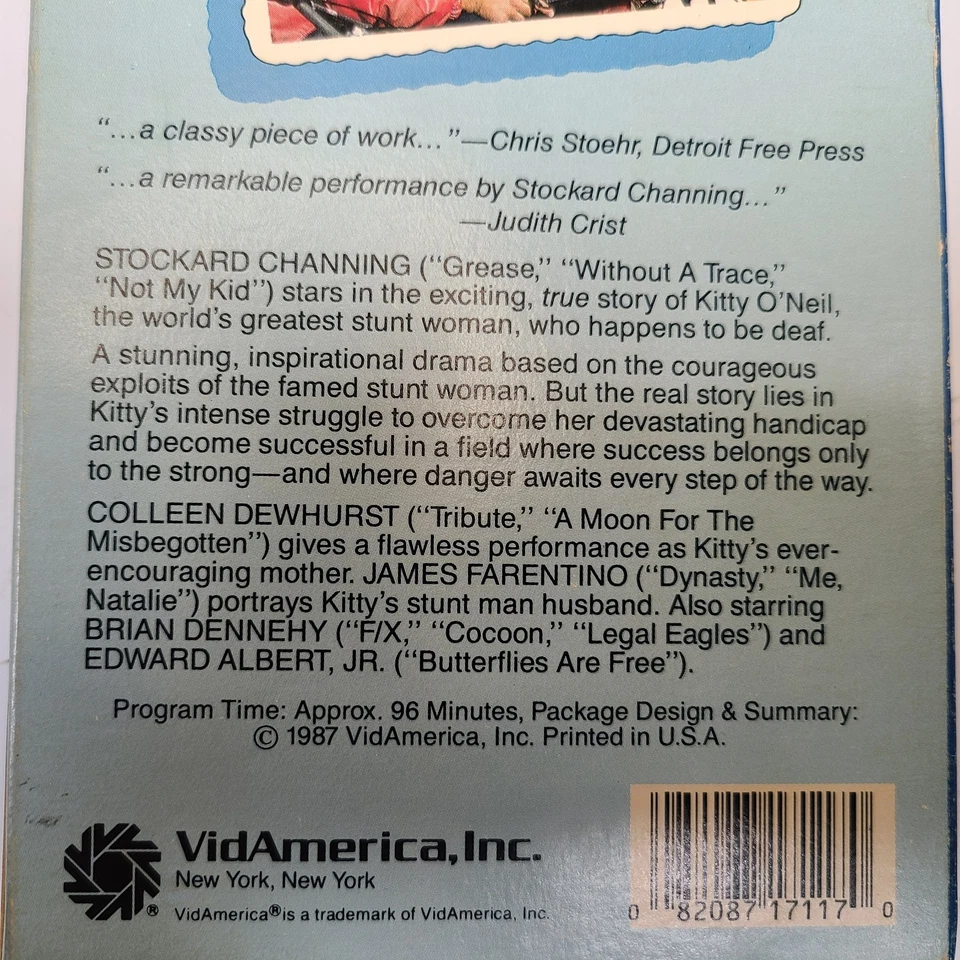 “...a classy piece of work...”—Chris Stoehr, Detroit Free Press
“...a remarkable performance by Stockard Channing...”
—Judith Crist
STOCKARD CHANNING (“Grease,” “Without A Trace,”
“Not My Kid”) stars in the exciting, true story of Kitty O’Neil,
the world’s greatest stunt woman, who happens to be deaf.
A stunning, inspirational drama based on the courageous
exploits of the famed stunt woman. But the real story lies in
Kitty’s intense struggle to overcome her devastating handicap
and become successful in a field where success belongs only
to the strong—and where danger awaits every step of the way.
COLLEEN DEWHURST (“Tribute,” “A Moon For The
Misbegotten”) gives a flawless performance as Kitty’s ever-
encouraging mother. JAMES FARENTINO (“Dynasty,” “Me,
Natalie”) portrays Kitty’s stunt man husband. Also starring
BRIAN DENNEHY (“F/X,” “Cocoon,” “Legal Eagles”) and
EDWARD ALBERT, JR. (“Butterflies Are Free”).
Program Time: Approx. 96 Minutes, Package Design & Summary:
© 1987 VidAmerica, Inc. Printed in U.S.A.
VidAmerica, Inc.
New York, New York
®
VidAmerica® is a trademark of VidAmerica, Inc.
0 82087 17117 0